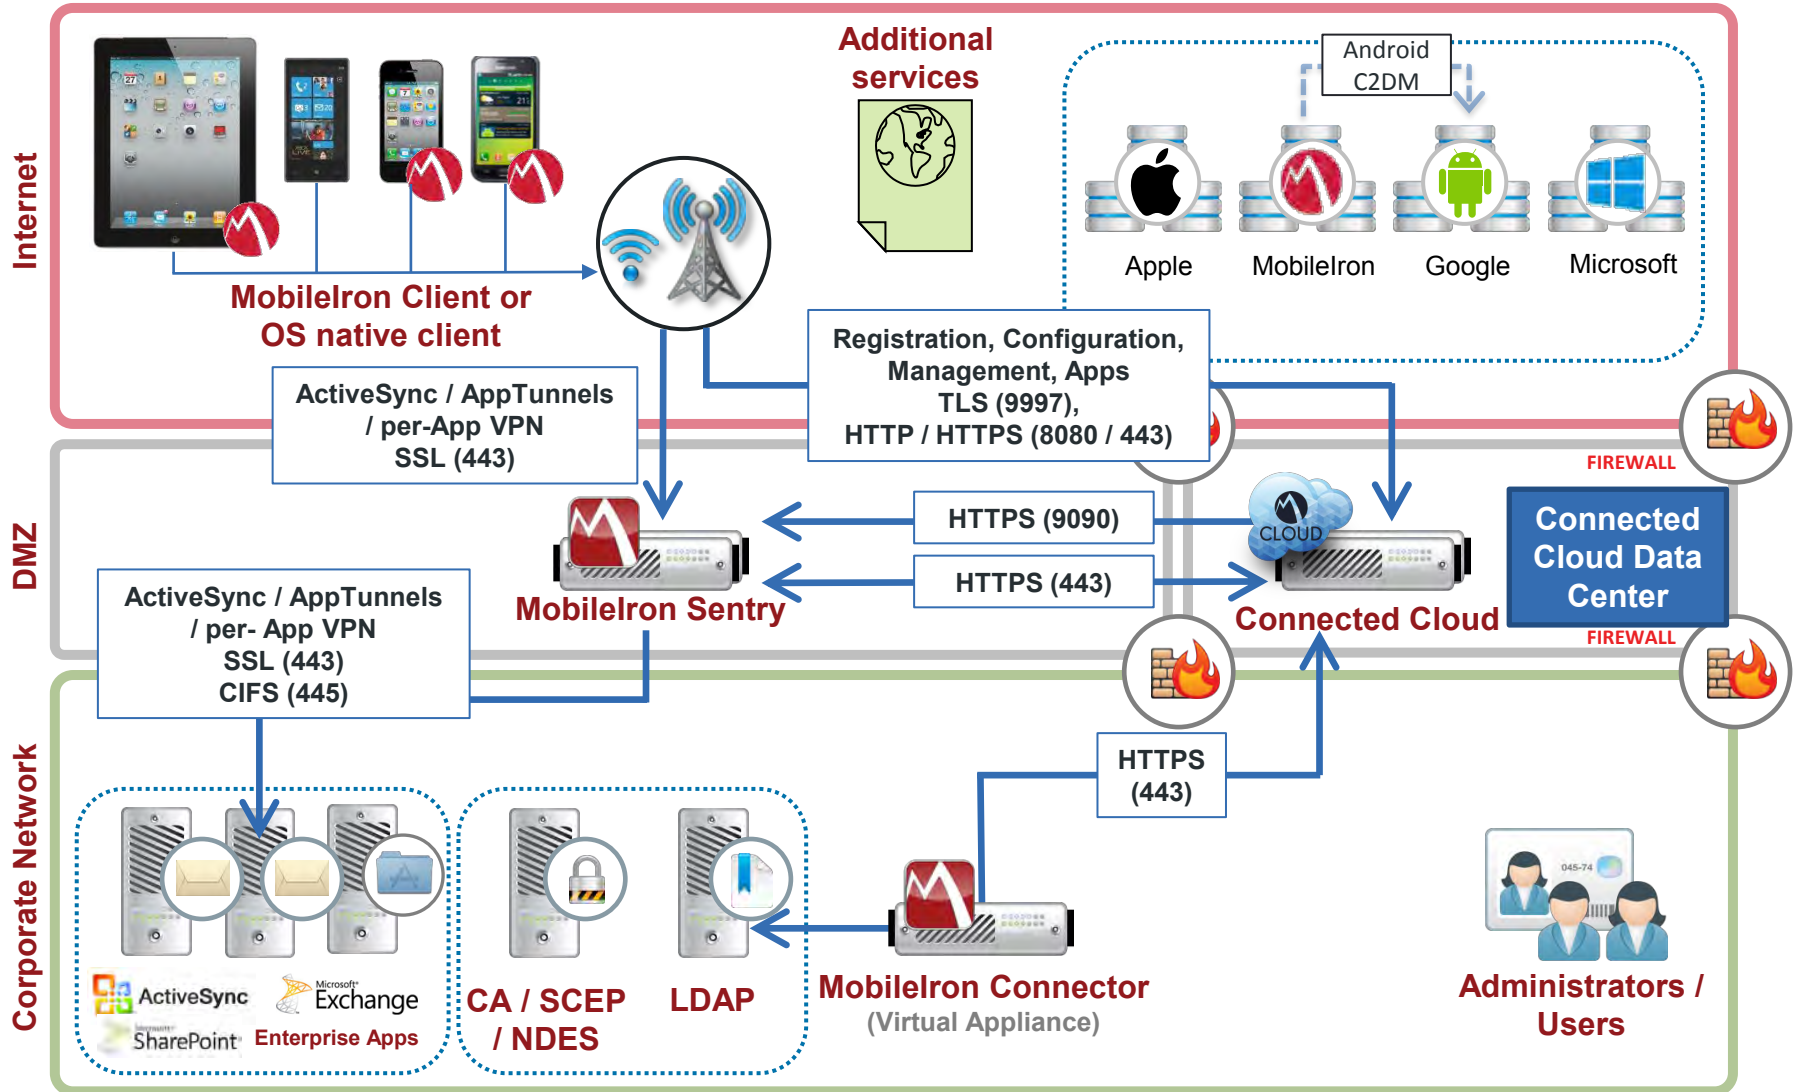 Internet
DMZ
Corporate Network
Additional
services
Android
C2DM
Apple
MobileIron
Google
Microsoft
MobileIron Client or
OS native client
Registration, Configuration,
Management, Apps
TLS (9997),
HTTP / HTTPS (8080 / 443)
ActiveSync / AppTunnels
/ per-App VPN
SSL (443)
FIREWALL
HTTPS (9090)
CLOUD
HTTPS (443)
Connected
Cloud Data
Center
MobileIron Sentry
Connected Cloud
FIREWALL
ActiveSync / AppTunnels
/ per- App VPN
SSL (443)
CIFS (445)
HTTPS
(443)
045-74
ActiveSync
Microsoft
Exchange
SharePoint
Enterprise Apps
CA / SCEP
/ NDES
LDAP
MobileIron Connector
(Virtual Appliance)
Administrators /
Users